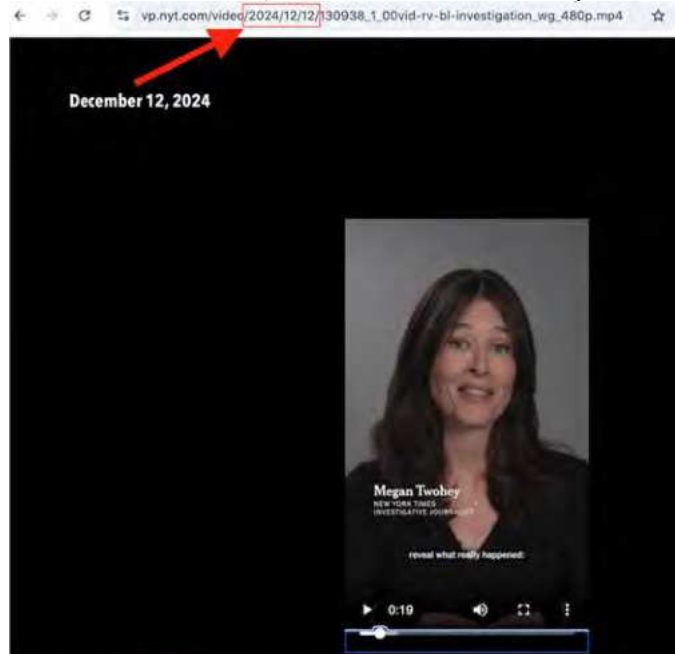 vp.nyt.com/video/2024/12/12/130938_1_00vid-rv-bl-investigation_wg_480p.mp4
December 12, 2024
Megan Twohey
NEW YORK TIMES
INVESTIGATIVE JOURNALIST
reveal what really happened:
0:19